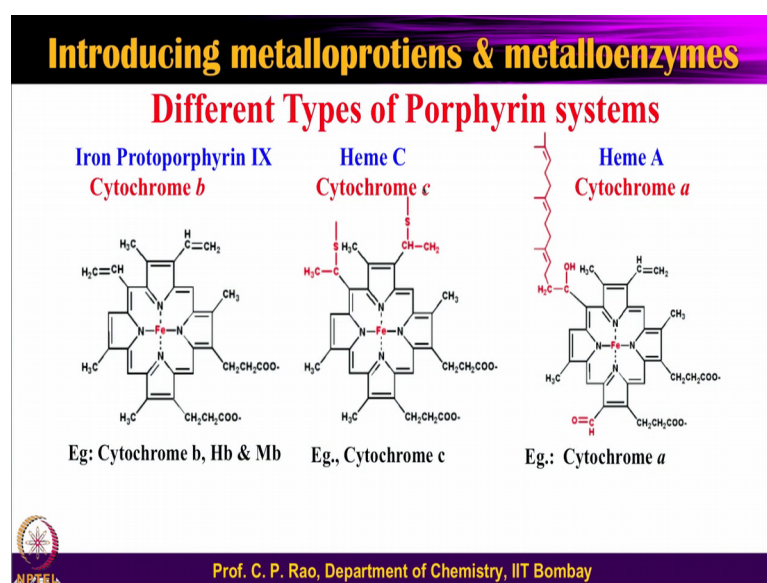 Introducing metalloprotiens & metalloenzymes
Different Types of Porphyrin systems
Iron Protoporphyrin IX
Cytochrome b
Heme C
Cytochrome c
Heme A
Cytochrome a
H₃C
H
C=CH₂
H₂C=CH
CH₃
N
N–Fe–N
N
H₃C
CH₂CH₂COO-
H₃C
CH₂CH₂COO-
S
S
H₃C
CH–CH₂
H₃C–C
CH₃
N
N–Fe–N
N
H₃C
CH₂CH₂COO-
H₃C
CH₂CH₂COO-
OH
H₃C
H
C=CH₂
H₂C–C
CH₃
N
N–Fe–N
N
H₃C
CH₂CH₂COO-
O=C
H
CH₂CH₂COO-
Eg: Cytochrome b, Hb & Mb
Eg., Cytochrome c
Eg.: Cytochrome a
NPTEL
Prof. C. P. Rao, Department of Chemistry, IIT Bombay